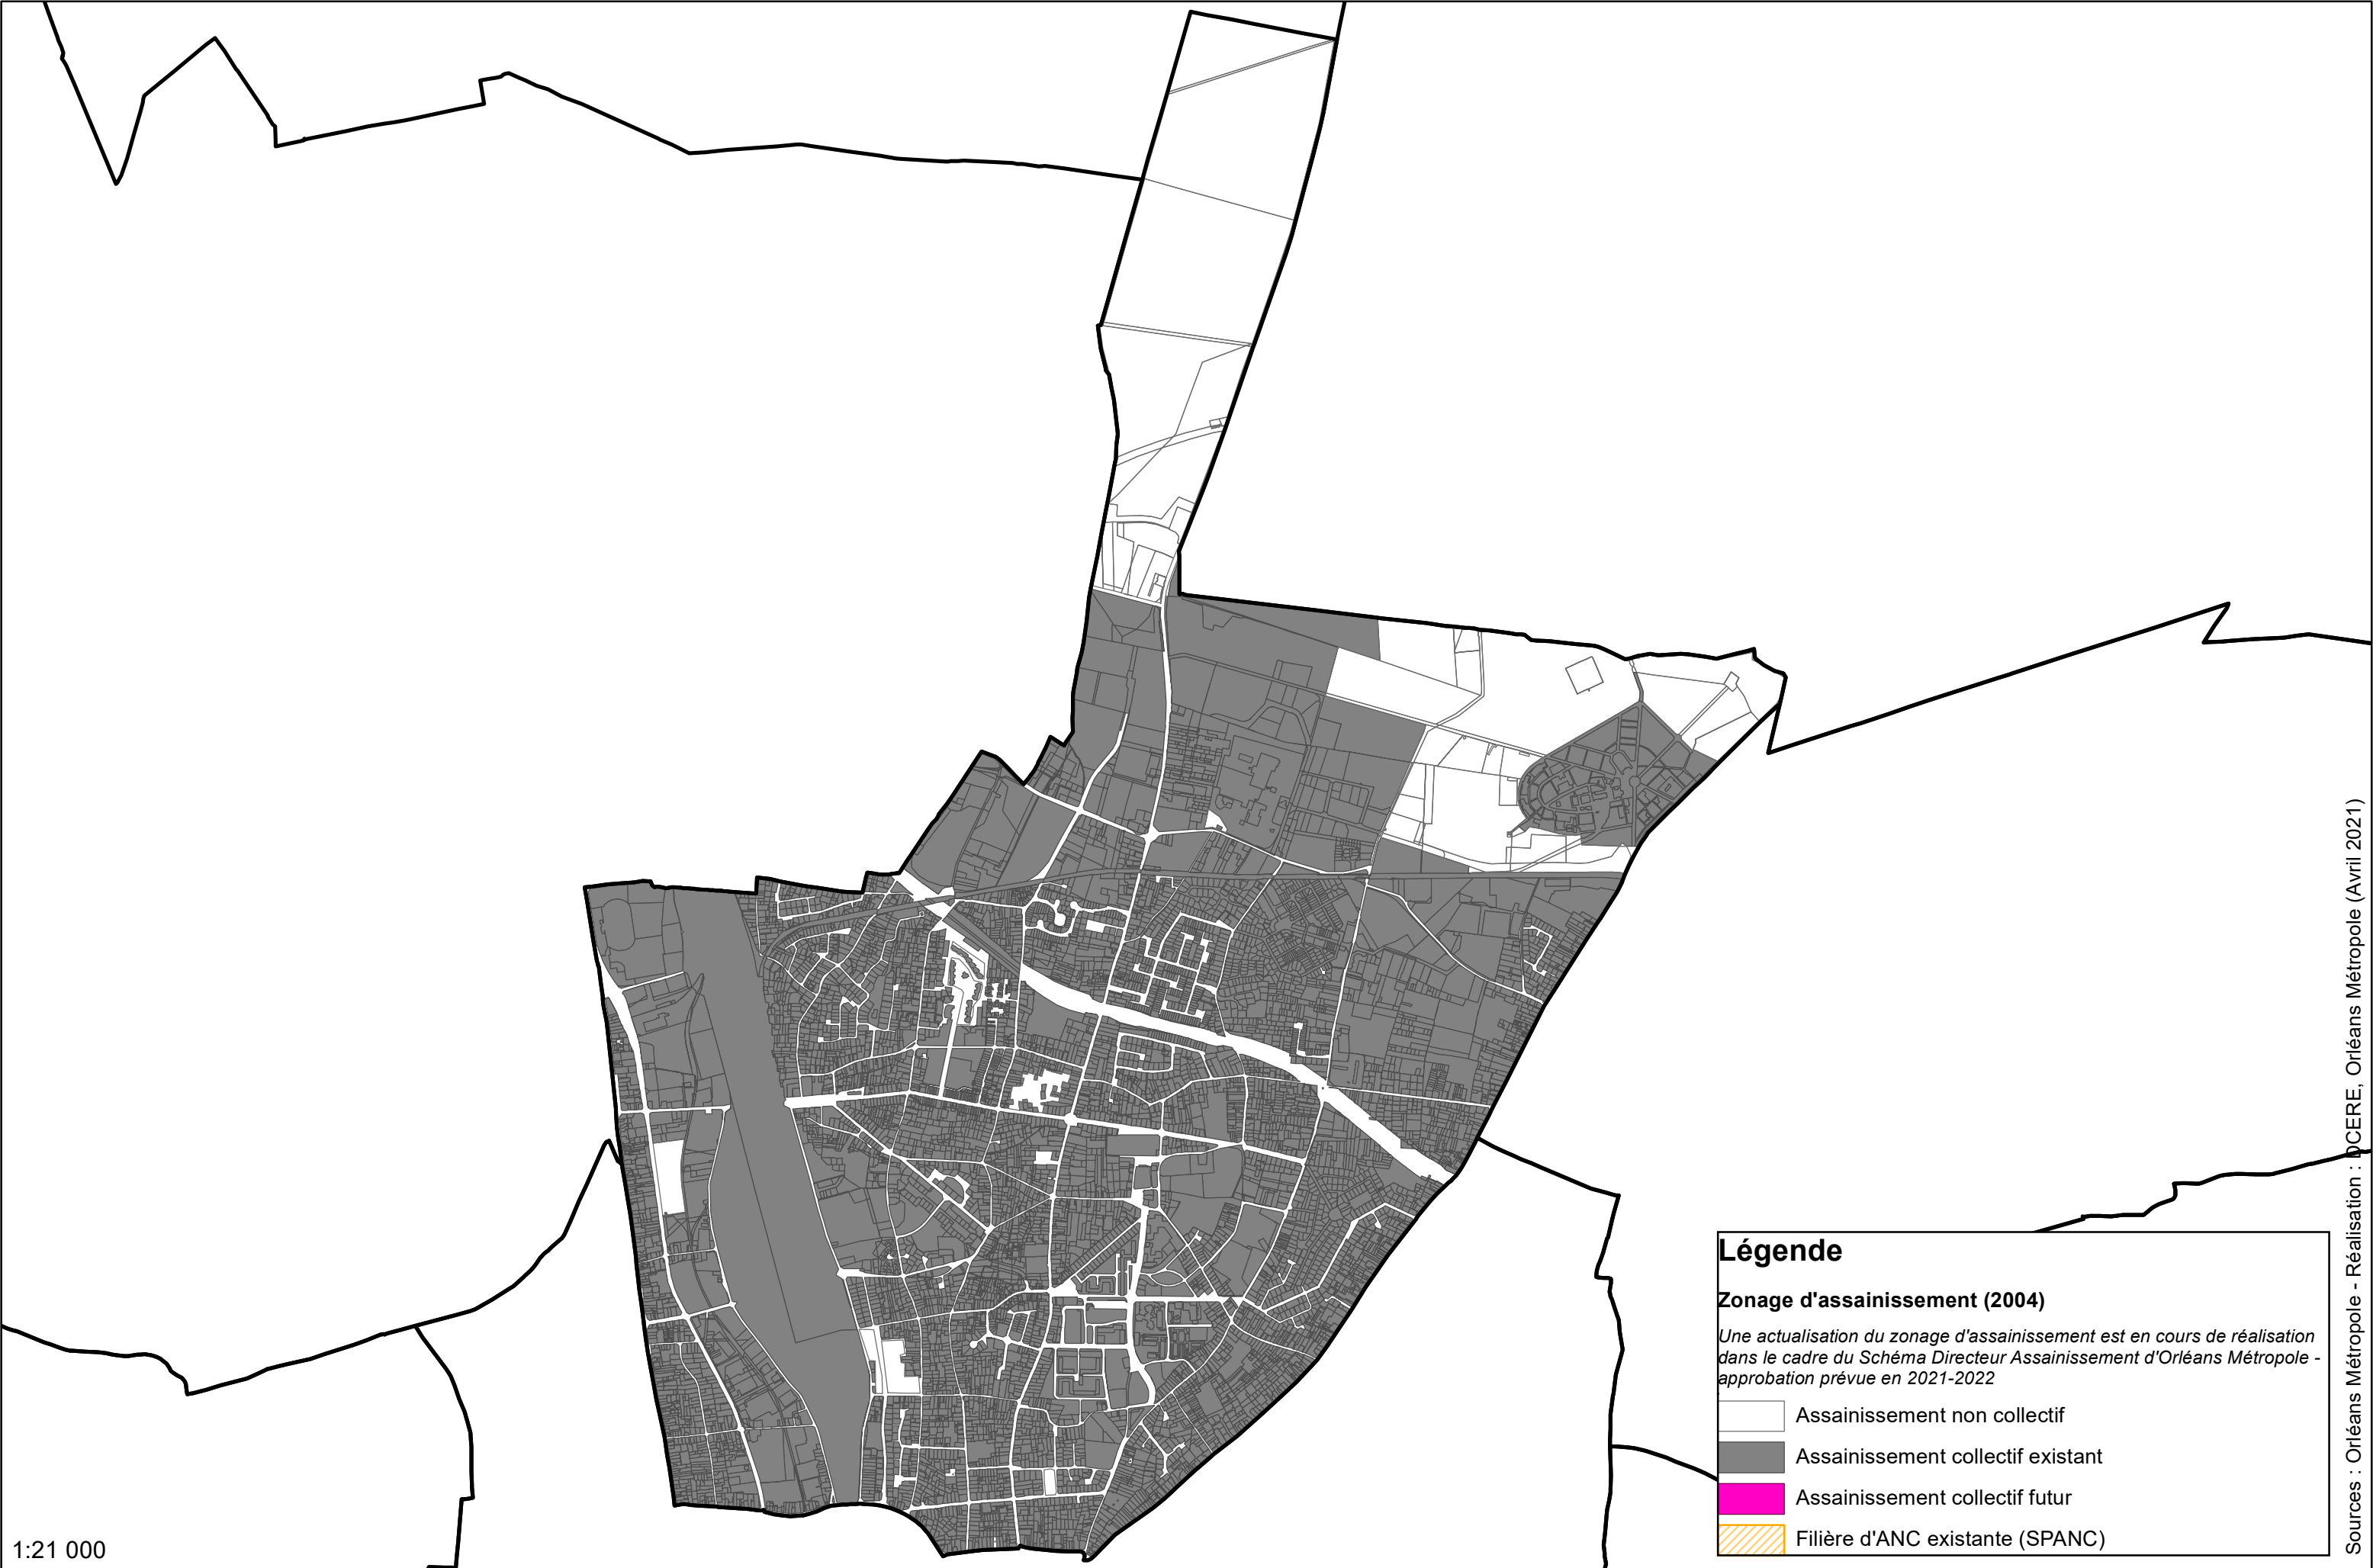 Légende
Zonage d'assainissement (2004)
Une actualisation du zonage d'assainissement est en cours de réalisation
dans le cadre du Schéma Directeur Assainissement d'Orléans Métropole -
approbation prévue en 2021-2022
Assainissement non collectif
Assainissement collectif existant
Assainissement collectif futur
Filière d'ANC existante (SPANC)
1:21 000
Sources : Orléans Métropole - Réalisation : DCERE, Orléans Métropole (Avril 2021)